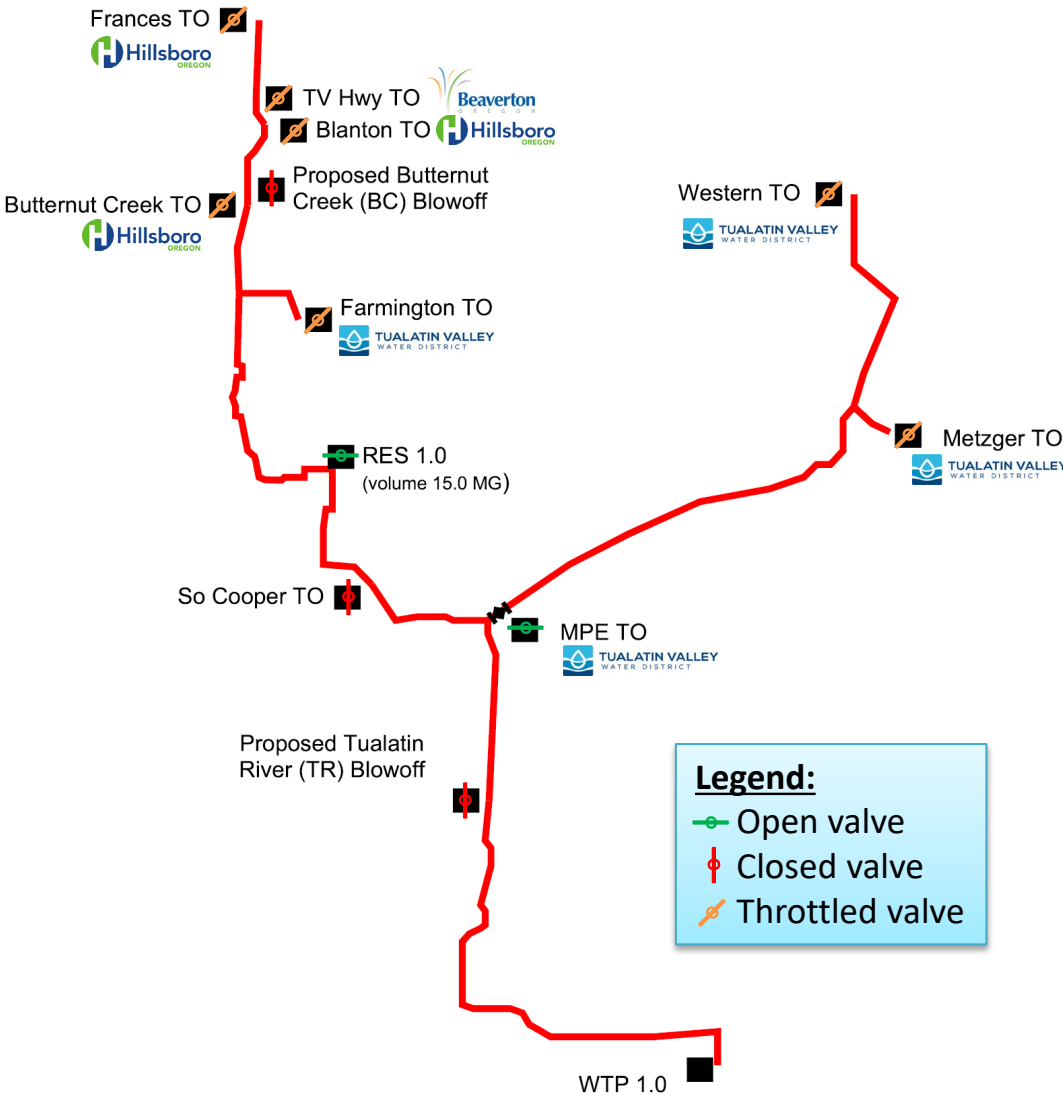 Frances TO
Hillsboro
OREGON
TV Hwy TO
Beaverton
OREGON
Blanton TO
Hillsboro
OREGON
Proposed Butternut
Creek (BC) Blowoff
Butternut Creek TO
Hillsboro
OREGON
Western TO
TUALATIN VALLEY
WATER DISTRICT
Farmington TO
TUALATIN VALLEY
WATER DISTRICT
Metzger TO
TUALATIN VALLEY
WATER DISTRICT
RES 1.0
(volume 15.0 MG)
So Cooper TO
MPE TO
TUALATIN VALLEY
WATER DISTRICT
Proposed Tualatin
River (TR) Blowoff
Legend:
Open valve
Closed valve
Throttled valve
WTP 1.0